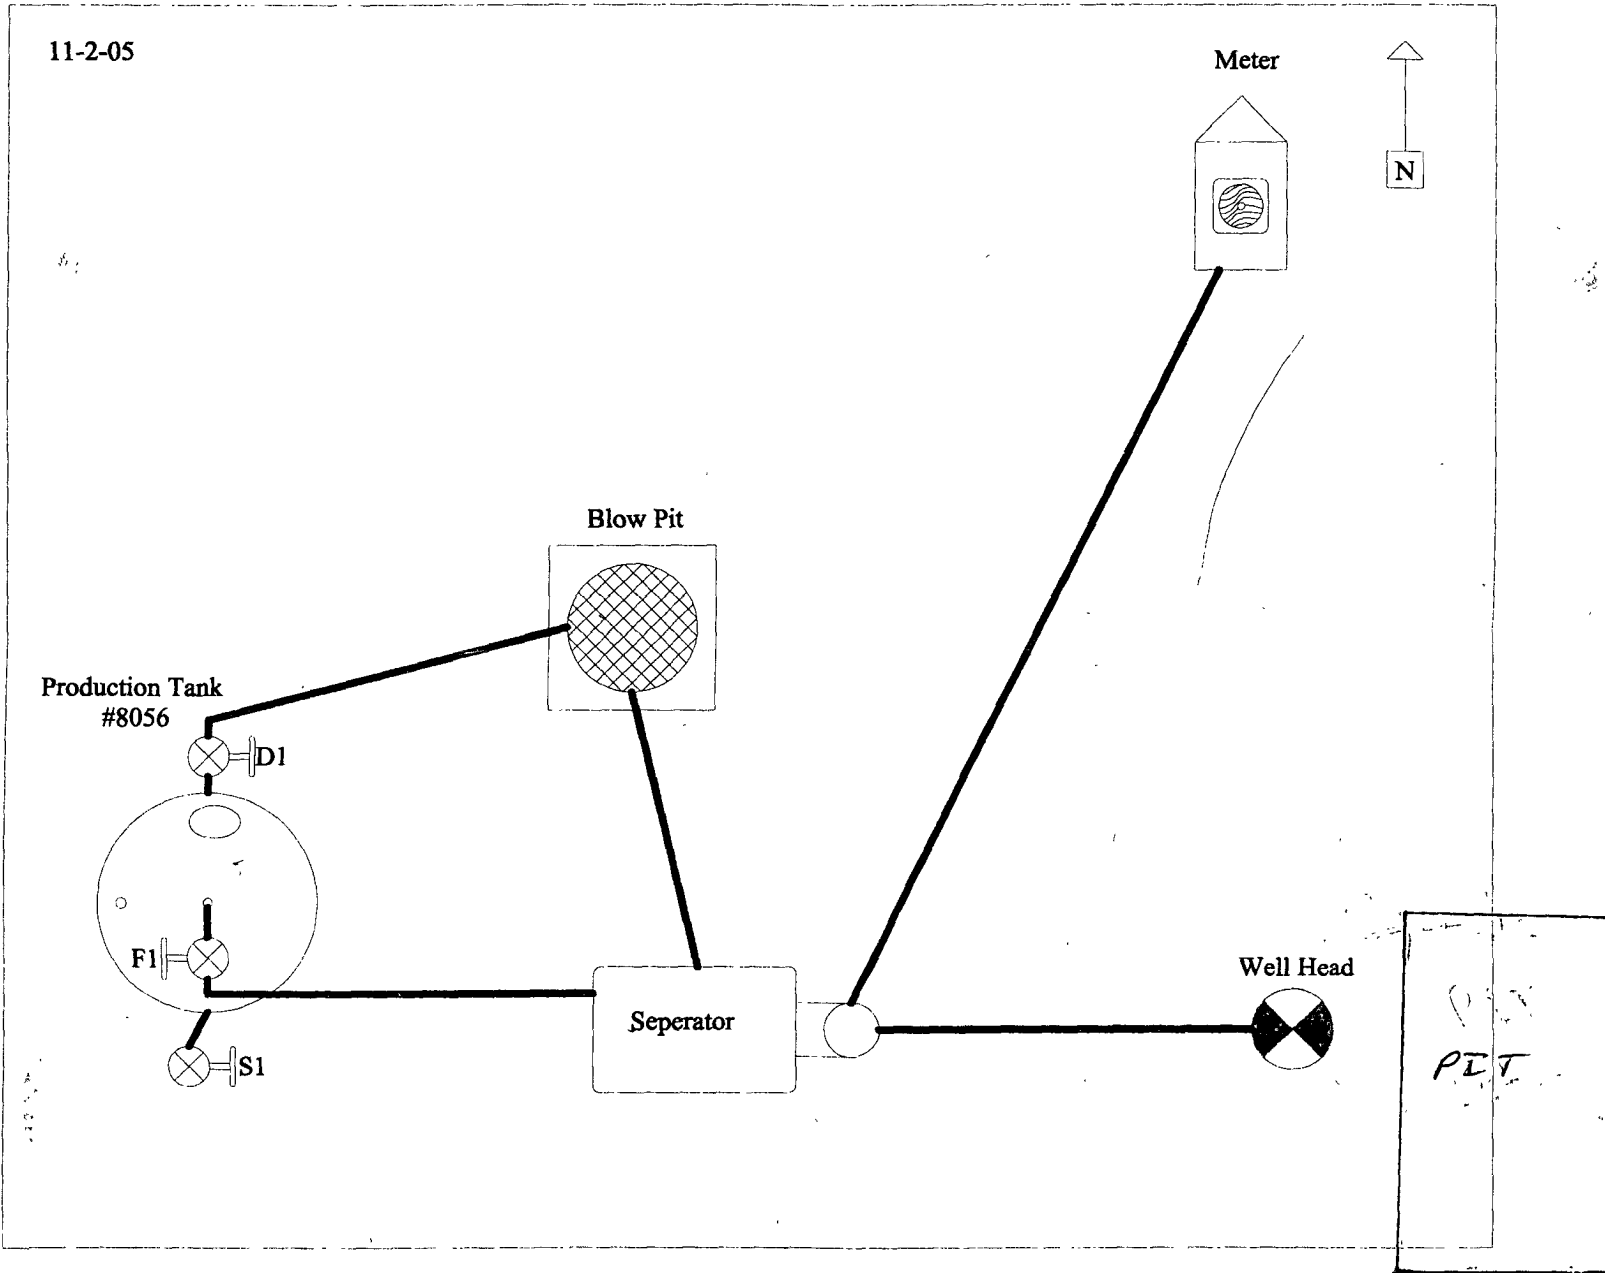 11-2-05
Meter
N
Blow Pit
Production Tank
#8056
D1
F1
Seperator
Well Head
S1
PIT